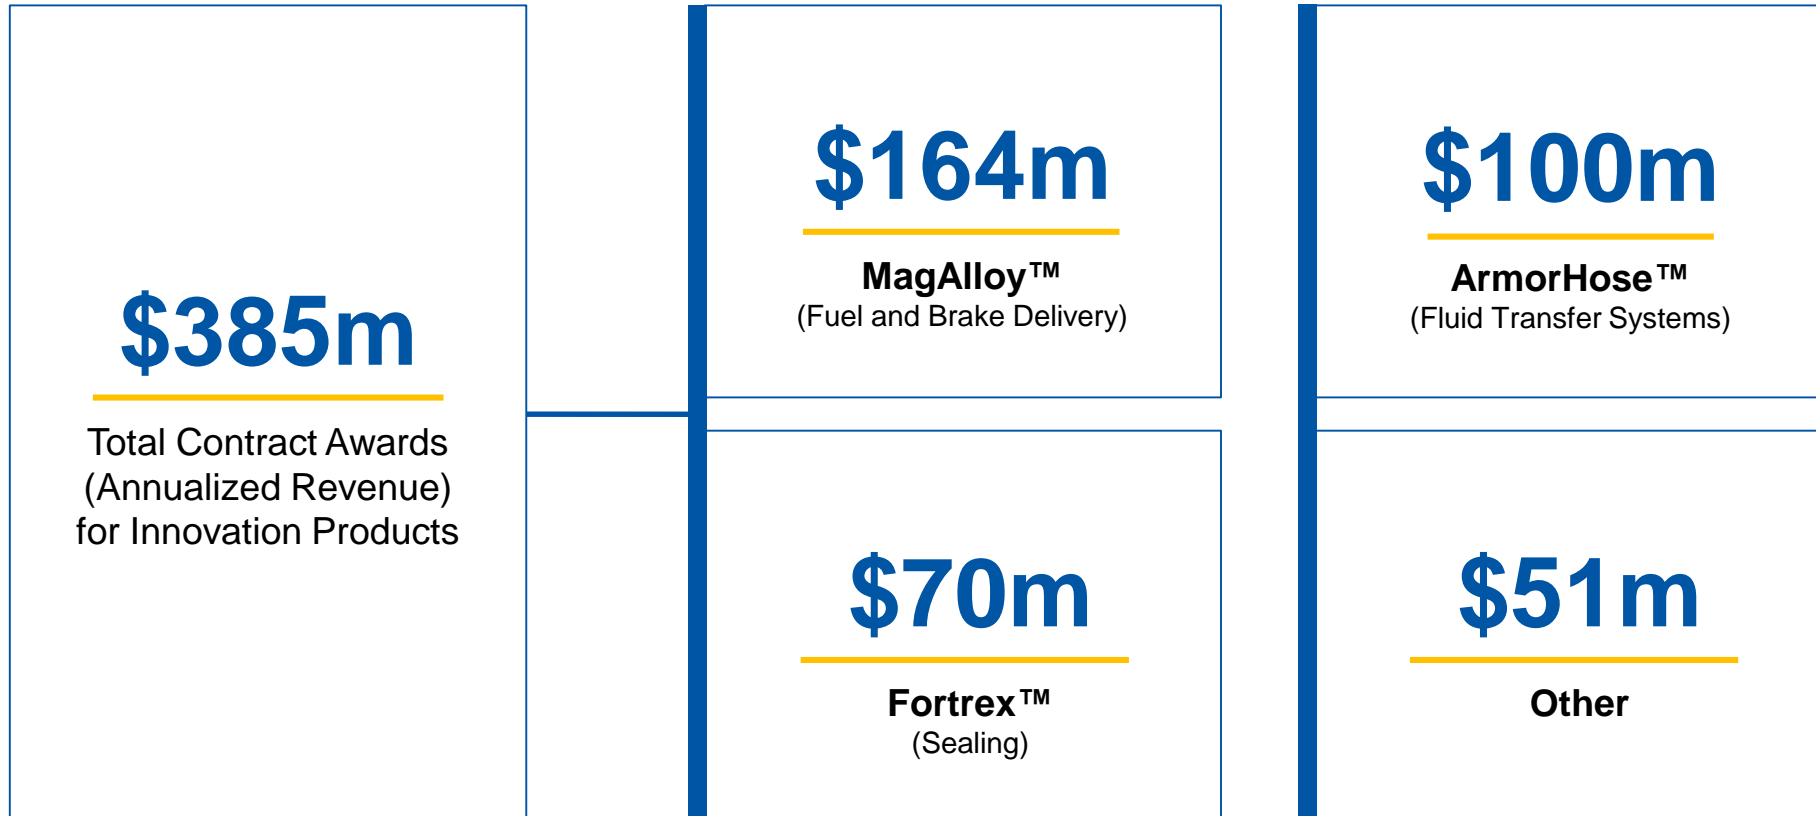 $385m
Total Contract Awards
(Annualized Revenue)
for Innovation Products
$164m
MagAlloy™
(Fuel and Brake Delivery)
$100m
ArmorHose™
(Fluid Transfer Systems)
$70m
Fortrex™
(Sealing)
$51m
Other